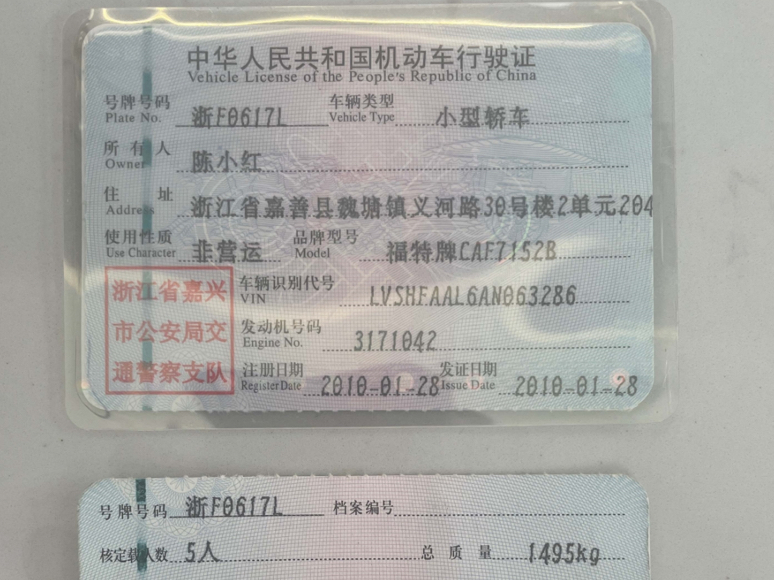 中华人民共和国机动车行驶证
Vehicle License of the People's Republic of China
号牌号码 浙F0617L 车辆类型 小型轿车
Plate No. Vehicle Type
所有人 陈小红
Owner
住址 浙江省嘉善县魏塘镇义河路30号楼2单元204
Address
使用性质 非营运 品牌型号 福特牌CAF7152B
Use Character Model
浙江省嘉兴
市公安局交
通警察支队
车辆识别代号 LVSHFAAL6AN063286
VIN
发动机号码 3171042
Engine No.
注册日期 2010-01-28 发证日期 2010-01-28
Register Date Issue Date
号牌号码 浙F0617L 档案编号
核定载人数 5人 总质量 1495kg